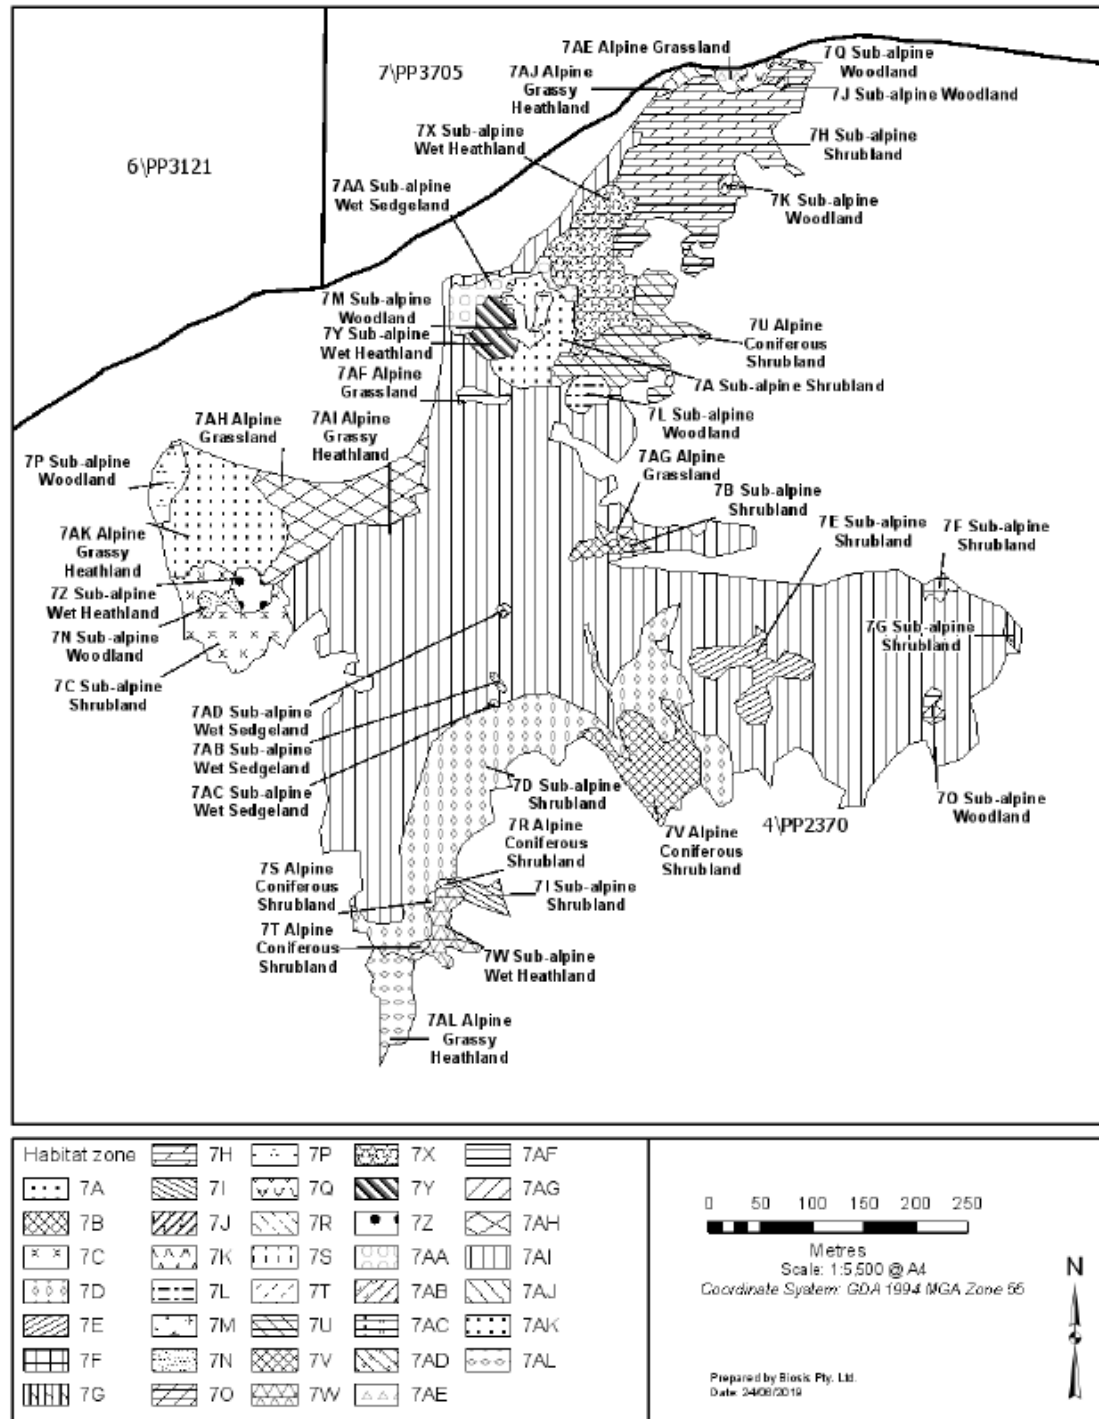 7AE Alpine Grassland
7Q Sub-alpine
Woodland
7\PP3705
7AJ Alpine
Grassy
Heathland
7J Sub-alpine Woodland
7X Sub-alpine
Wet Heathland
7H Sub-alpine
Shrubland
6\PP3121
7AA Sub-alpine
Wet Sedgeland
7K Sub-alpine
Woodland
7M Sub-alpine
Woodland
7Y Sub-alpine
Wet Heathland
7U Alpine
Coniferous
Shrubland
7AF Alpine
Grassland
7A Sub-alpine Shrubland
7AH Alpine
Grassland
7AI Alpine
Grassy
Heathland
7L Sub-alpine
Woodland
7P Sub-alpine
Woodland
7AG Alpine
Grassland
7B Sub-alpine
Shrubland
7E Sub-alpine
Shrubland
7F Sub-alpine
Shrubland
7AK Alpine
Grassy
Heathland
7Z Sub-alpine
Wet Heathland
7N Sub-alpine
Woodland
7G Sub-alpine
Shrubland
7C Sub-alpine
Shrubland
7AD Sub-alpine
Wet Sedgeland
7AB Sub-alpine
Wet Sedgeland
7AC Sub-alpine
Wet Sedgeland
7D Sub-alpine
Shrubland
7O Sub-alpine
Woodland
4\PP2370
7R Alpine
Coniferous
Shrubland
7V Alpine
Coniferous
Shrubland
7S Alpine
Coniferous
Shrubland
7I Sub-alpine
Shrubland
7T Alpine
Coniferous
Shrubland
7W Sub-alpine
Wet Heathland
7AL Alpine
Grassy
Heathland
Habitat zone
7A
7B
7C
7D
7E
7F
7G
7H
7I
7J
7K
7L
7M
7N
7O
7P
7Q
7R
7S
7T
7U
7V
7W
7X
7Y
7Z
7AA
7AB
7AC
7AD
7AE
7AF
7AG
7AH
7AI
7AJ
7AK
7AL
0 50 100 150 200 250
Metres
Scale: 1:5,500 @ A4
Coordinate System: GDA 1994 MGA Zone 55
N
Prepared by Biosis Pty. Ltd.
Date: 24/06/2019